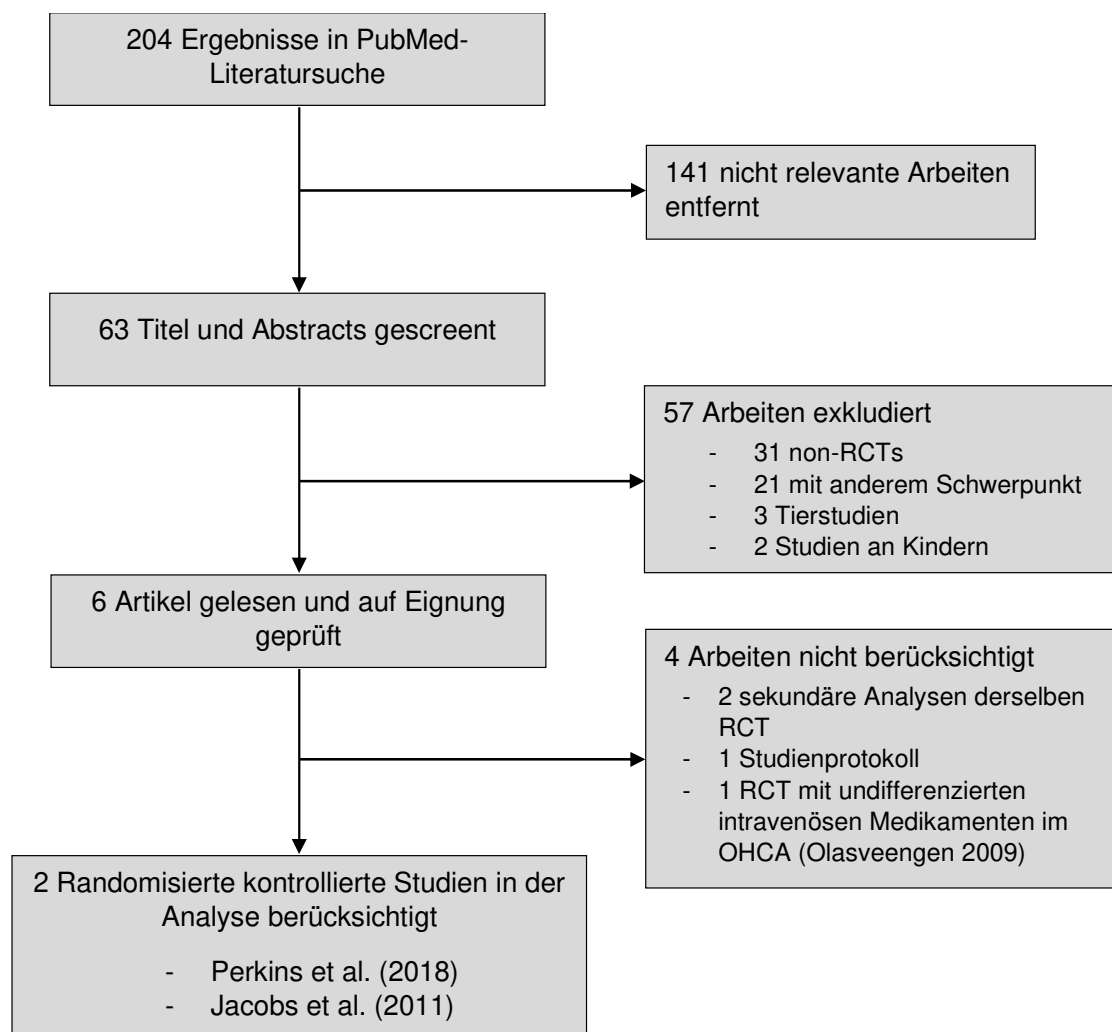 204 Ergebnisse in PubMed-
Literatursuche
141 nicht relevante Arbeiten
entfernt
63 Titel und Abstracts gescreent
57 Arbeiten exkludiert
- 31 non-RCTs
- 21 mit anderem Schwerpunkt
- 3 Tierstudien
- 2 Studien an Kindern
6 Artikel gelesen und auf Eignung
geprüft
4 Arbeiten nicht berücksichtigt
- 2 sekundäre Analysen derselben
RCT
- 1 Studienprotokoll
- 1 RCT mit undifferenzierten
intravenösen Medikamenten im
OHCA (Olasveengen 2009)
2 Randomisierte kontrollierte Studien in der
Analyse berücksichtigt
- Perkins et al. (2018)
- Jacobs et al. (2011)